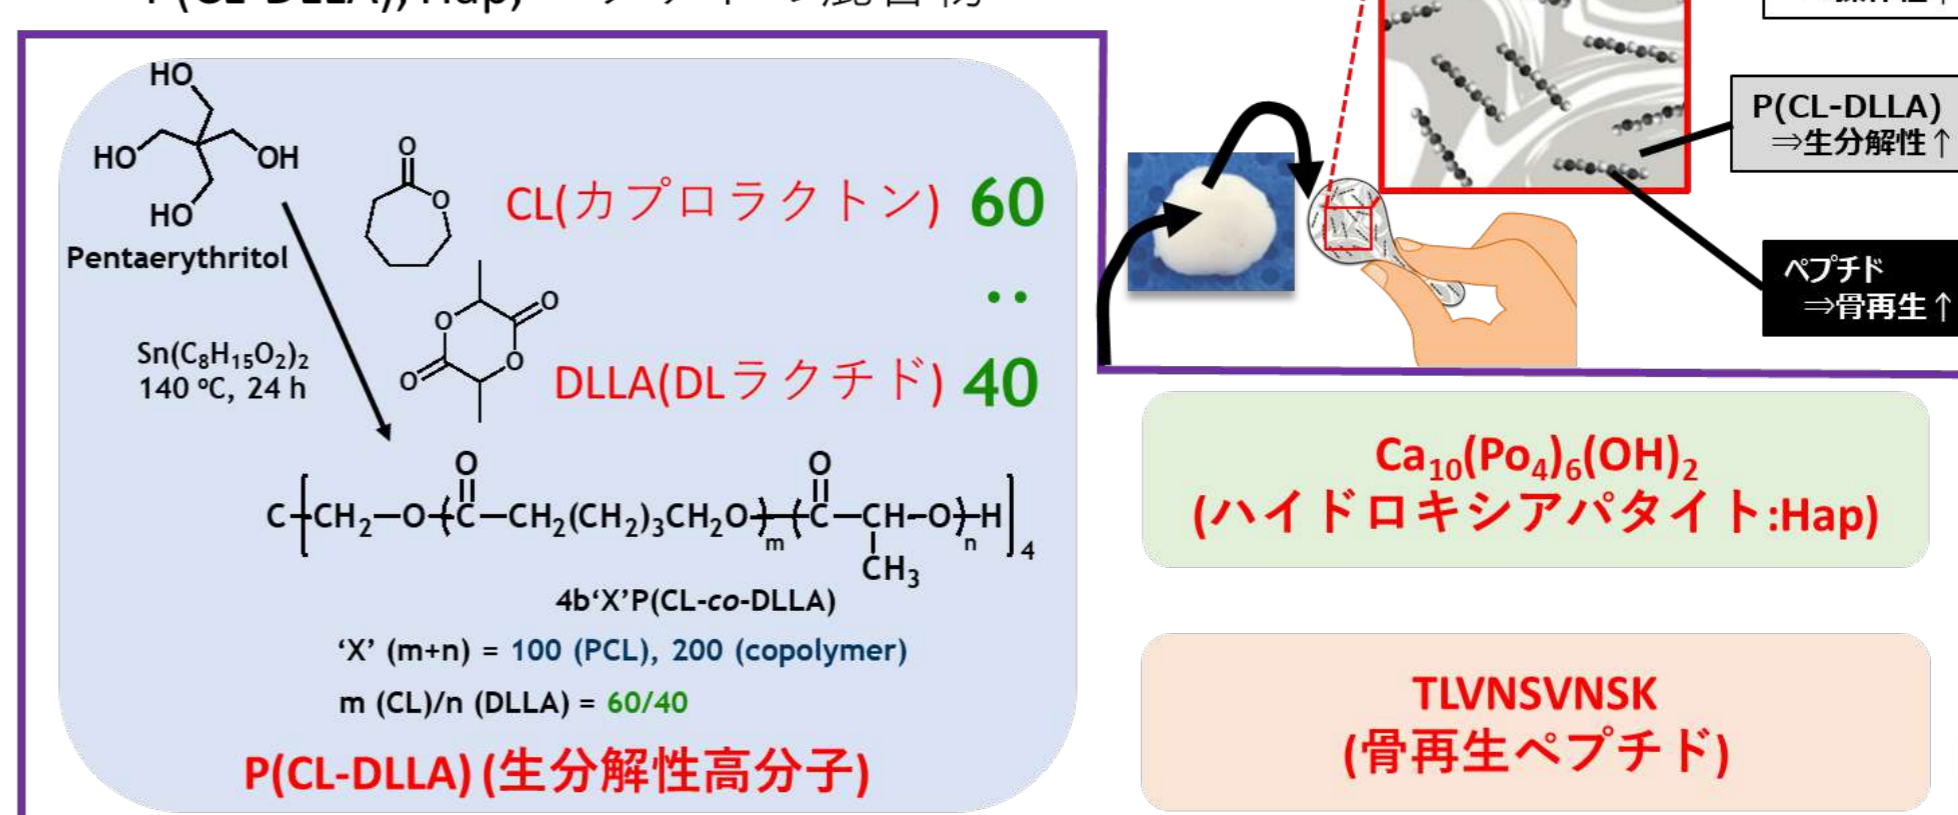 P(CL-DLLA), Hap,
HO
HO
OH
HO
Pentaerythritol
Sn(C₈H₁₅O₂)₂
140 ºC, 24 h
O
O
CL(カプロラクトン) 60
:
O
O
O
O
DLLA(DLラクチド) 40
O
O
C CH₂–O C–CH₂(CH₂)₃CH₂O m C–CH–O n H 4
CH₃
4b‘X’P(CL-co-DLLA)
‘X’ (m+n) = 100 (PCL), 200 (copolymer)
m (CL)/n (DLLA) = 60/40
P(CL-DLLA) (生分解性高分子)
P(CL-DLLA)
⇒生分解性↑
ペプチド
⇒骨再生↑
Ca₁₀(Po₄)₆(OH)₂
(ハイドロキシアパタイト:Hap)
TLVNSVNSK
(骨再生ペプチド)